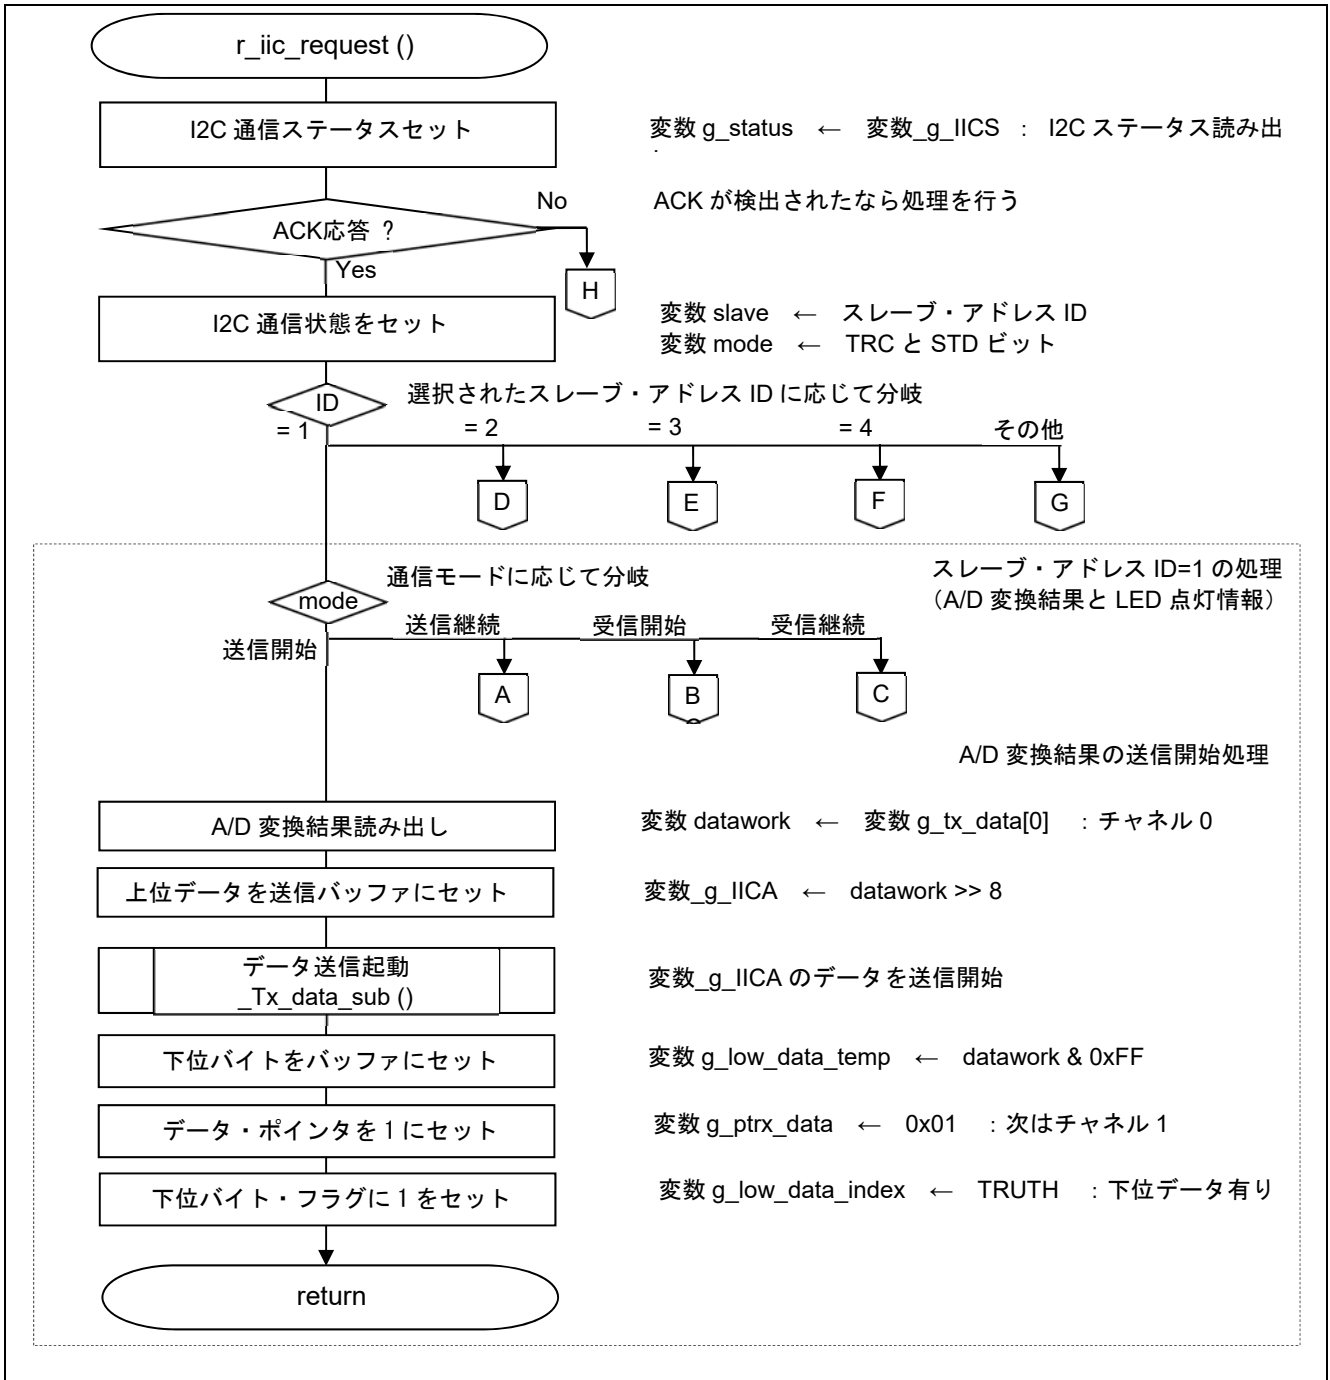 r_iic_request ()
I2C 通信ステータスセット
変数 g_status ← 変数_g_IICS : I2C ステータス読み出
No
ACK が検出されたなら処理を行う
ACK応答 ?
Yes
H
I2C 通信状態をセット
変数 slave ← スレーブ・アドレス ID
変数 mode ← TRC と STD ビット
選択されたスレーブ・アドレス ID に応じて分岐
ID
= 1
= 2
= 3
= 4
その他
D
E
F
G
スレーブ・アドレス ID=1 の処理
（A/D 変換結果と LED 点灯情報）
通信モードに応じて分岐
mode
送信開始
送信継続
受信開始
受信継続
A
B
C
A/D 変換結果の送信開始処理
A/D 変換結果読み出し
変数 datawork ← 変数 g_tx_data[0] : チャネル 0
上位データを送信バッファにセット
変数_g_IICA ← datawork >> 8
データ送信起動
_Tx_data_sub ()
変数_g_IICA のデータを送信開始
下位バイトをバッファにセット
変数 g_low_data_temp ← datawork & 0xFF
データ・ポインタを 1 にセット
変数 g_ptrx_data ← 0x01 : 次はチャネル 1
下位バイト・フラグに 1 をセット
変数 g_low_data_index ← TRUTH : 下位データ有り
return